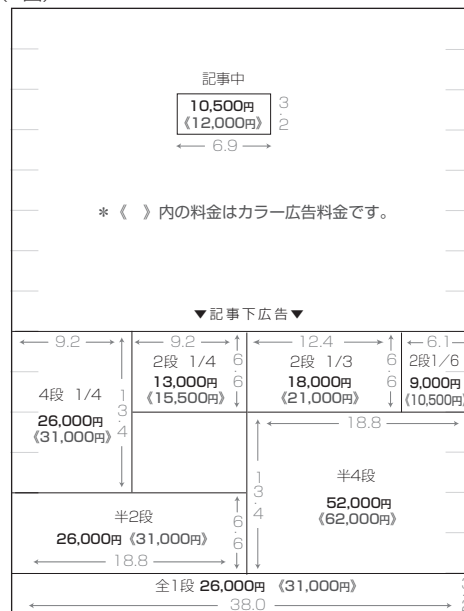 記事中
10,500円
《12,000円》
3.2
6.9
＊《　》内の料金はカラー広告料金です。
▼記事下広告▼
9.2
4段 1/4
26,000円
《31,000円》
13.4
9.2
2段 1/4
13,000円
《15,500円》
6.6
12.4
2段 1/3
18,000円
《21,000円》
6.6
6.1
2段1/6
9,000円
《10,500円》
18.8
半4段
52,000円
《62,000円》
13.4
半2段
26,000円《31,000円》
6.6
18.8
全1段 26,000円 《31,000円》
38.0